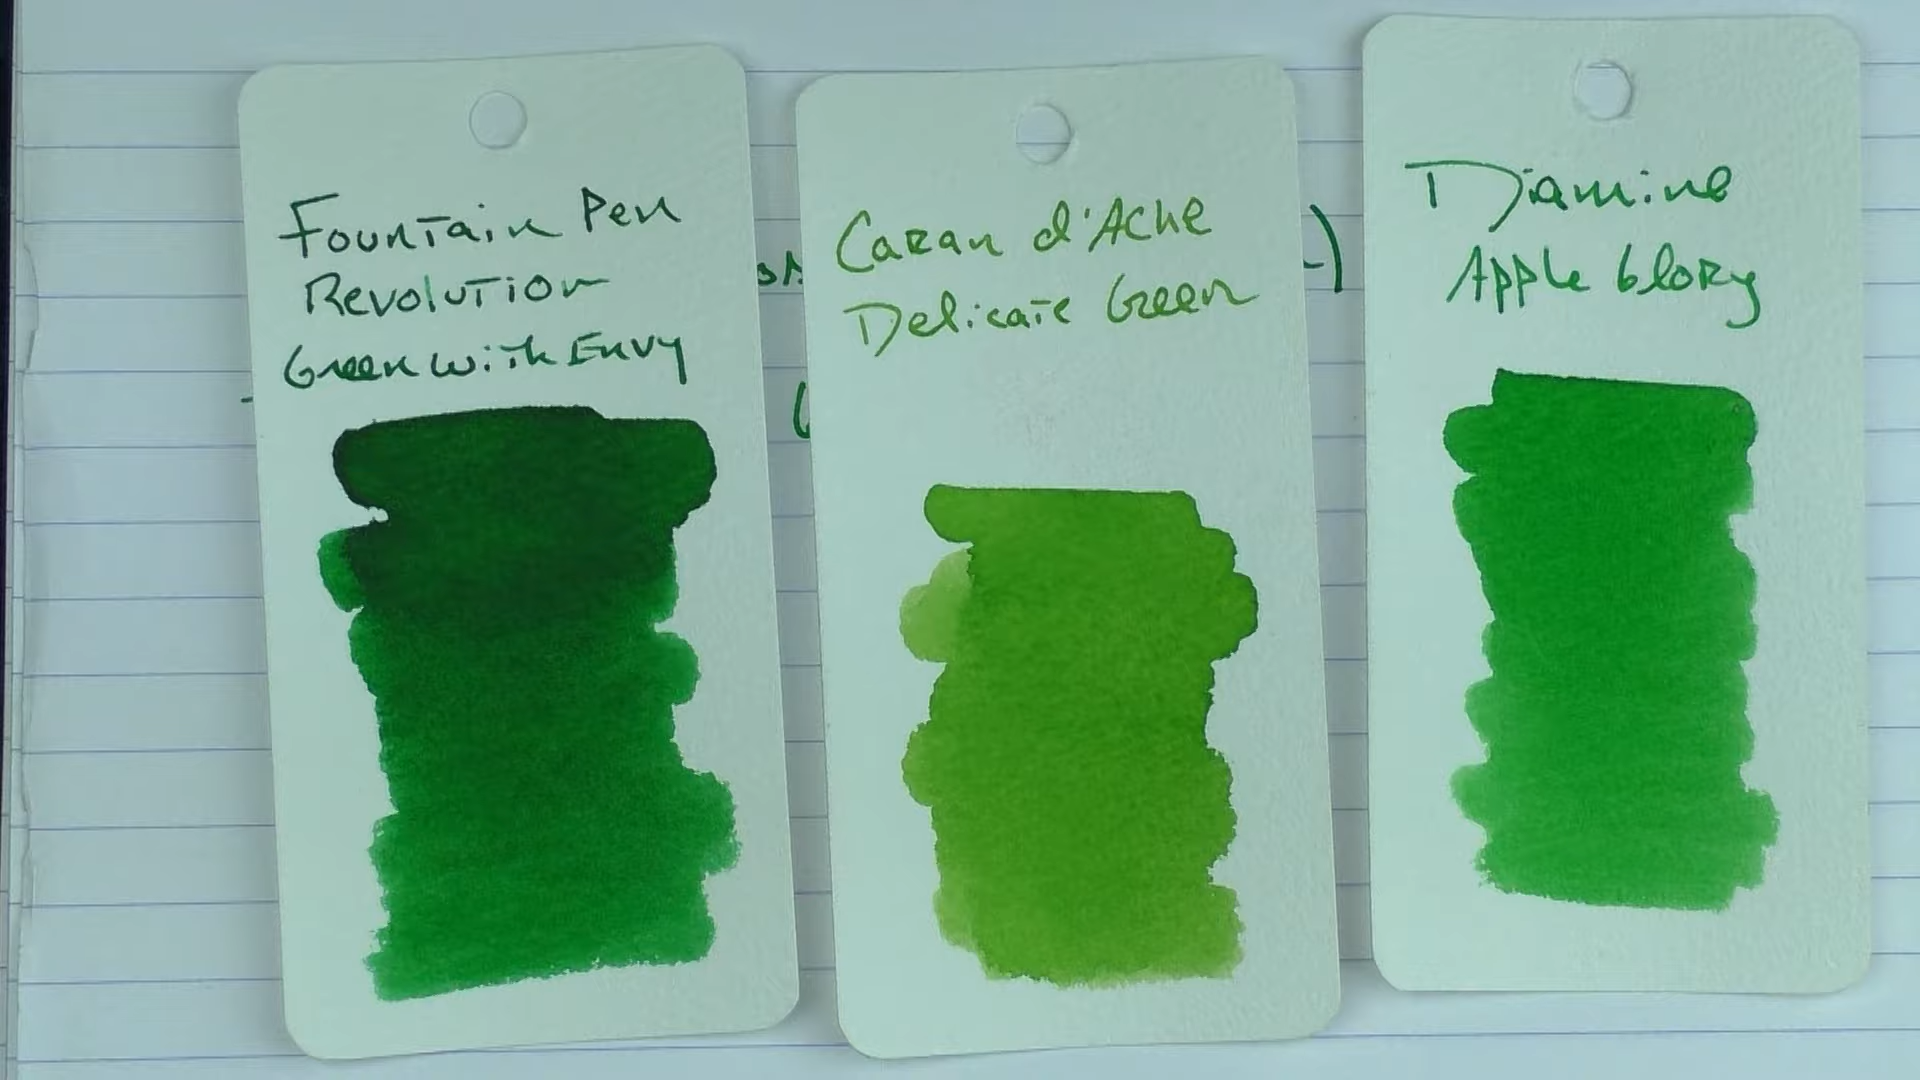 Fountain Pen
Revolution
Green with Envy
Caran d'Ache
Delicate Green
Diamine
Apple Glory